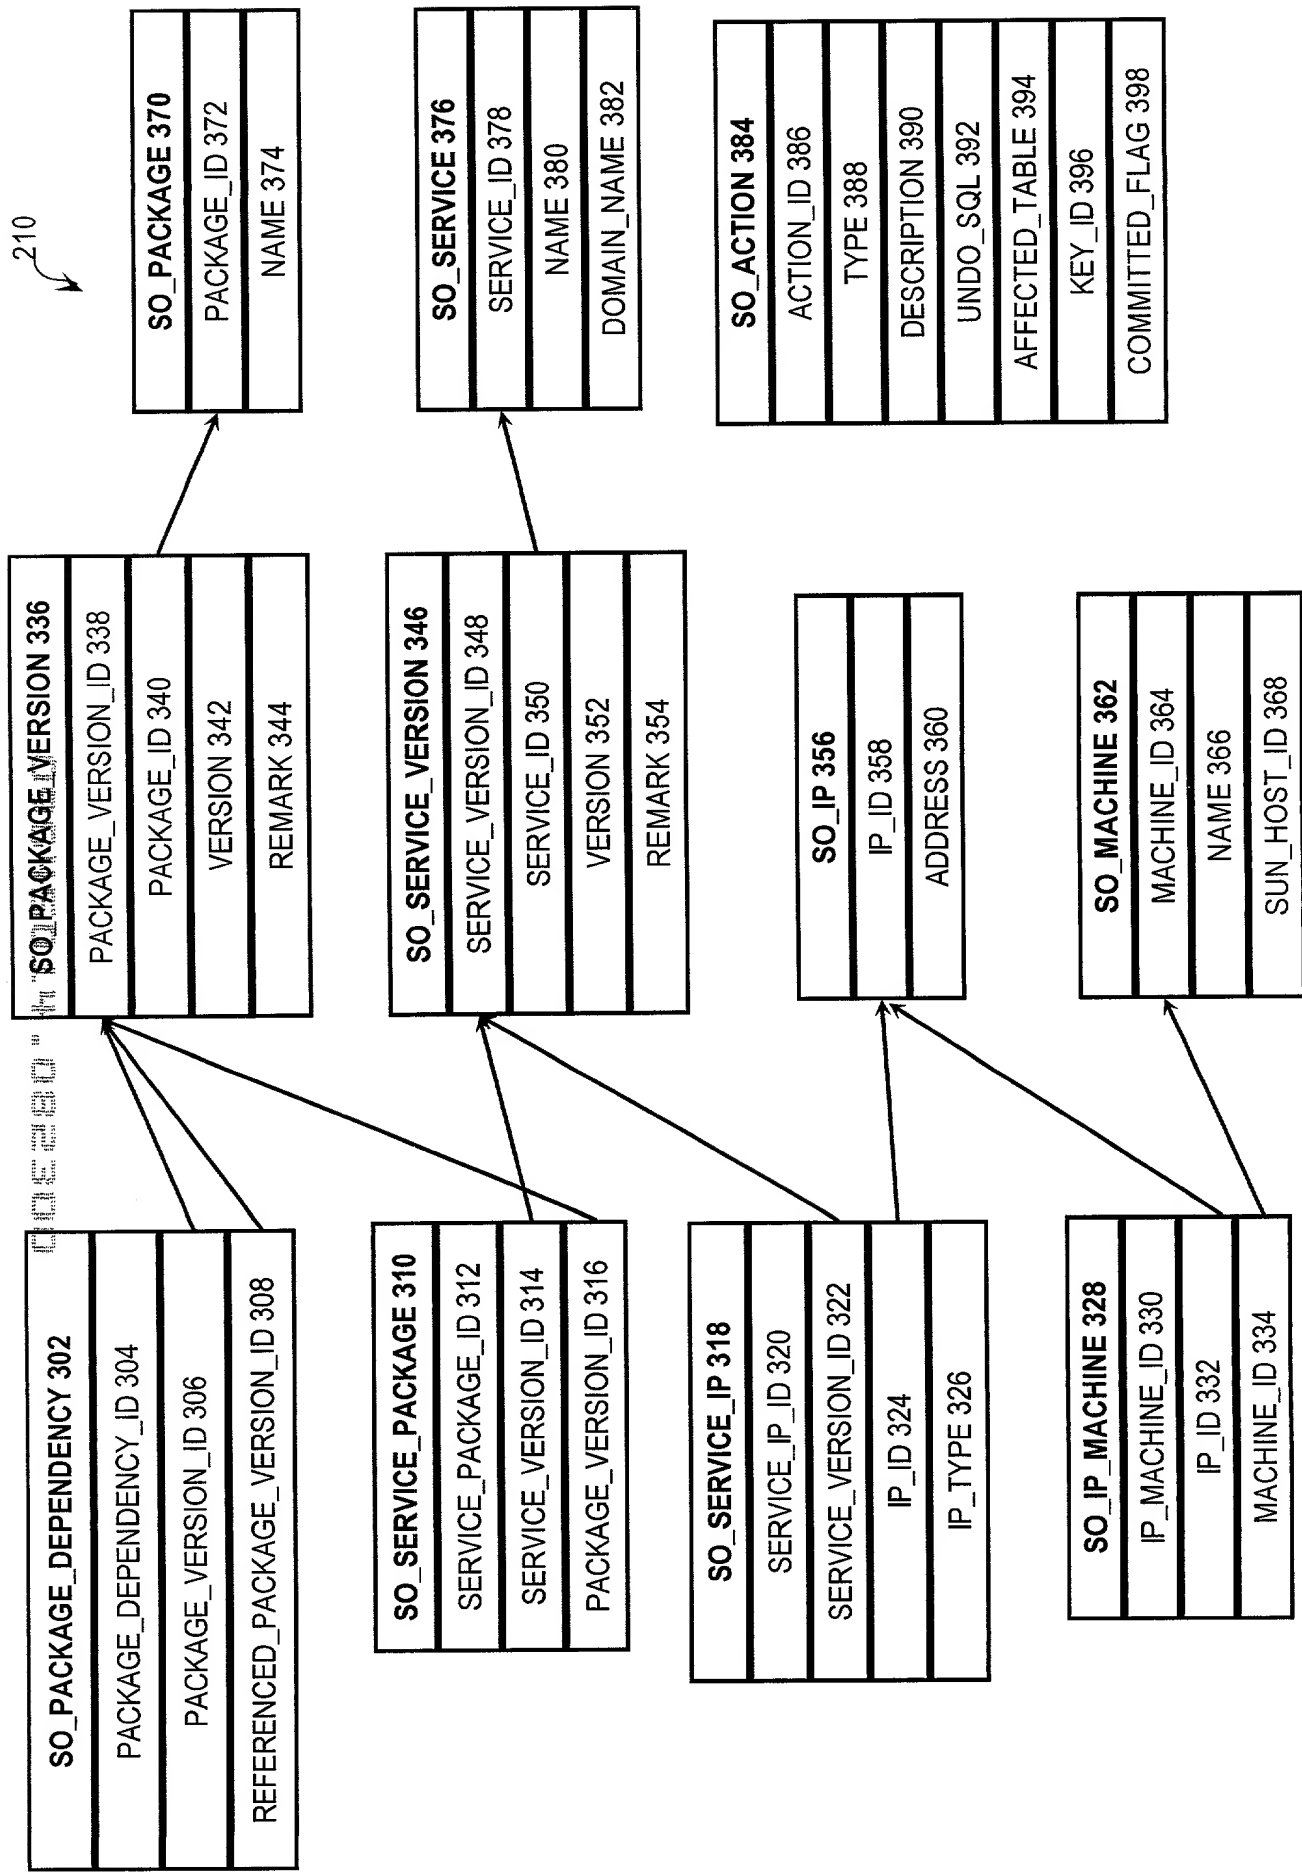 210
SO_PACKAGE_DEPENDENCY 302
PACKAGE_DEPENDENCY_ID 304
PACKAGE_VERSION_ID 306
REFERENCED_PACKAGE_VERSION_ID 308
SO_SERVICE_PACKAGE 310
SERVICE_PACKAGE_ID 312
SERVICE_VERSION_ID 314
PACKAGE_VERSION_ID 316
SO_SERVICE_IP 318
SERVICE_IP_ID 320
SERVICE_VERSION_ID 322
IP_ID 324
IP_TYPE 326
SO_IP_MACHINE 328
IP_MACHINE_ID 330
IP_ID 332
MACHINE_ID 334
SO_PACKAGE_VERSION 336
PACKAGE_VERSION_ID 338
PACKAGE_ID 340
VERSION 342
REMARK 344
SO_SERVICE_VERSION 346
SERVICE_VERSION_ID 348
SERVICE_ID 350
VERSION 352
REMARK 354
SO_IP 356
IP_ID 358
ADDRESS 360
SO_MACHINE 362
MACHINE_ID 364
NAME 366
SUN_HOST_ID 368
SO_PACKAGE 370
PACKAGE_ID 372
NAME 374
SO_SERVICE 376
SERVICE_ID 378
NAME 380
DOMAIN_NAME 382
SO_ACTION 384
ACTION_ID 386
TYPE 388
DESCRIPTION 390
UNDO_SQL 392
AFFECTED_TABLE 394
KEY_ID 396
COMMITTED_FLAG 398